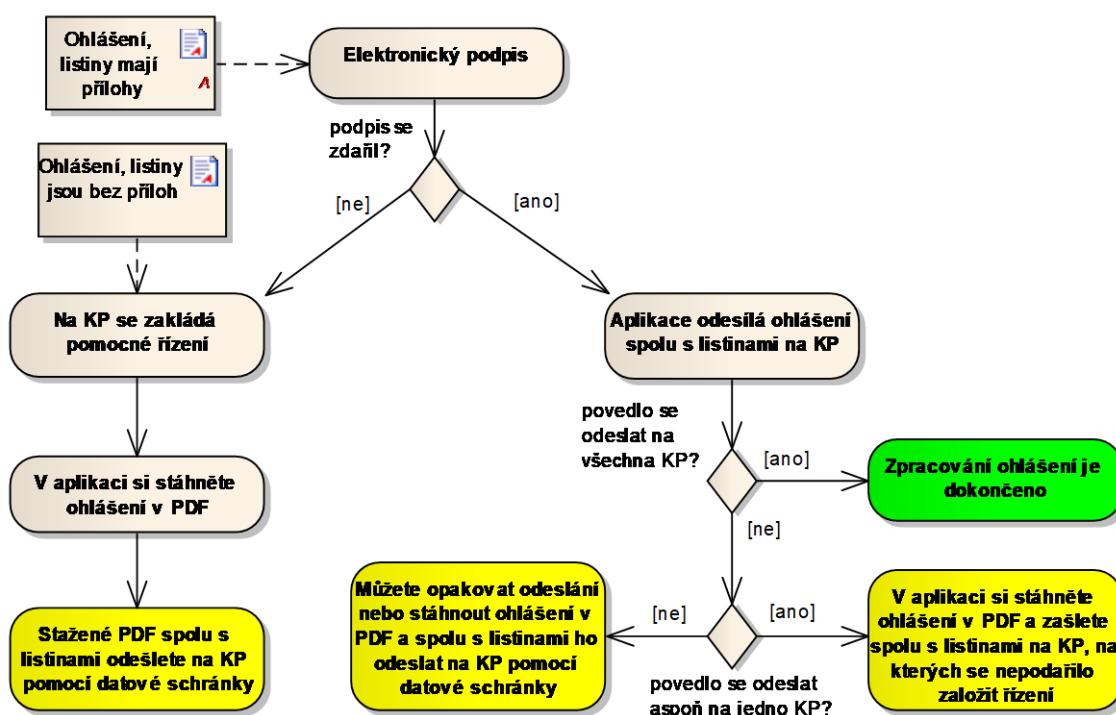 Ohlášení,
listiny mají
přílohy
Elektronický podpis
podpis se
zdařil?
Ohlášení, listiny
jsou bez příloh
[ne]
[ano]
Na KP se zakládá
pomocné řízení
Aplikace odesílá ohlášení
spolu s listinami na KP
povedlo se
odeslat na
všechna KP?
[ano]
Zpracování ohlášení je
dokončeno
V aplikaci si stáhněte
ohlášení v PDF
[ne]
Můžete opakovat odeslání
nebo stáhnout ohlášení v
PDF a spolu s listinami ho
odeslat na KP pomocí
datové schránky
[ne]
[ano]
V aplikaci si stáhněte
ohlášení v PDF a zašlete
spolu s listinami na KP, na
kterých se nepodařilo
založit řízení
Stažené PDF spolu s
listinami odešlete na KP
pomocí datové schránky
povedlo se odeslat
aspoň na jedno KP?